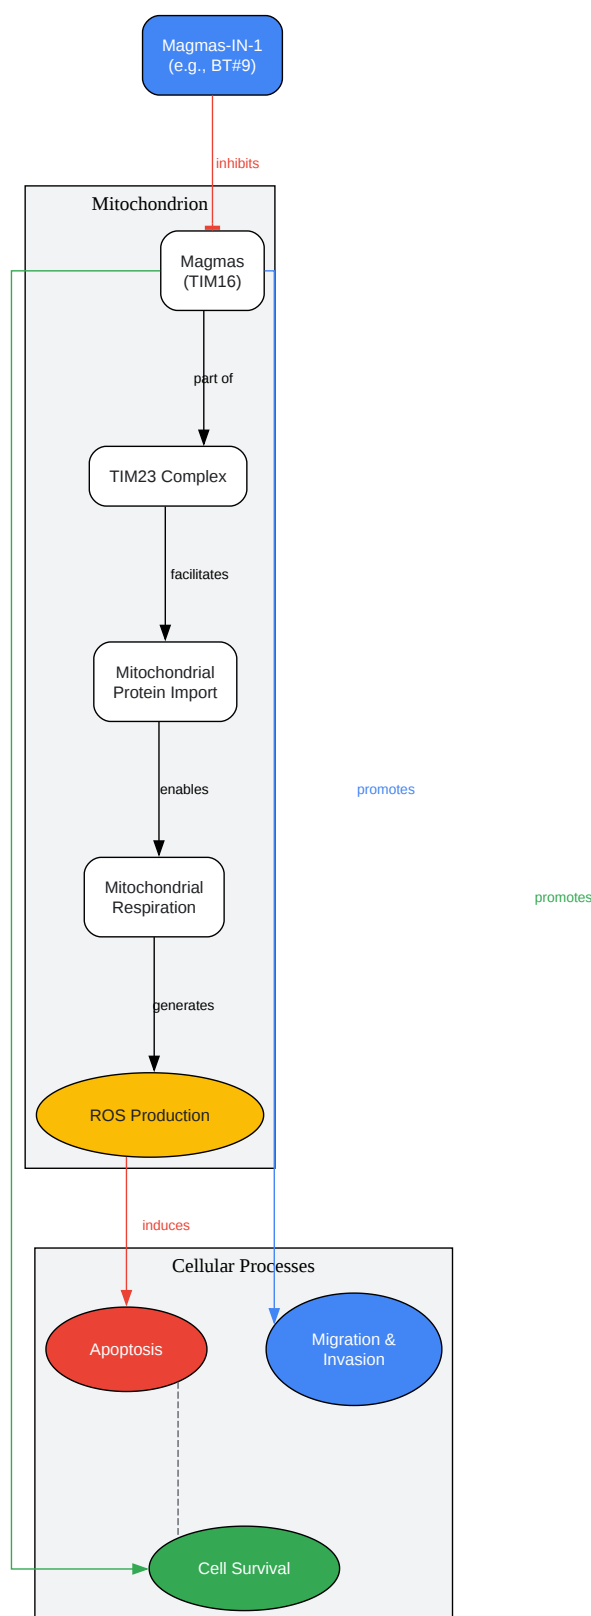 Magmas-IN-1
(e.g., BT#9)
inhibits
Mitochondrion
Magmas
(TIM16)
part of
TIM23 Complex
facilitates
Mitochondrial
Protein Import
enables
promotes
Mitochondrial
Respiration
promotes
generates
ROS Production
induces
Cellular Processes
Apoptosis
Migration &
Invasion
Cell Survival